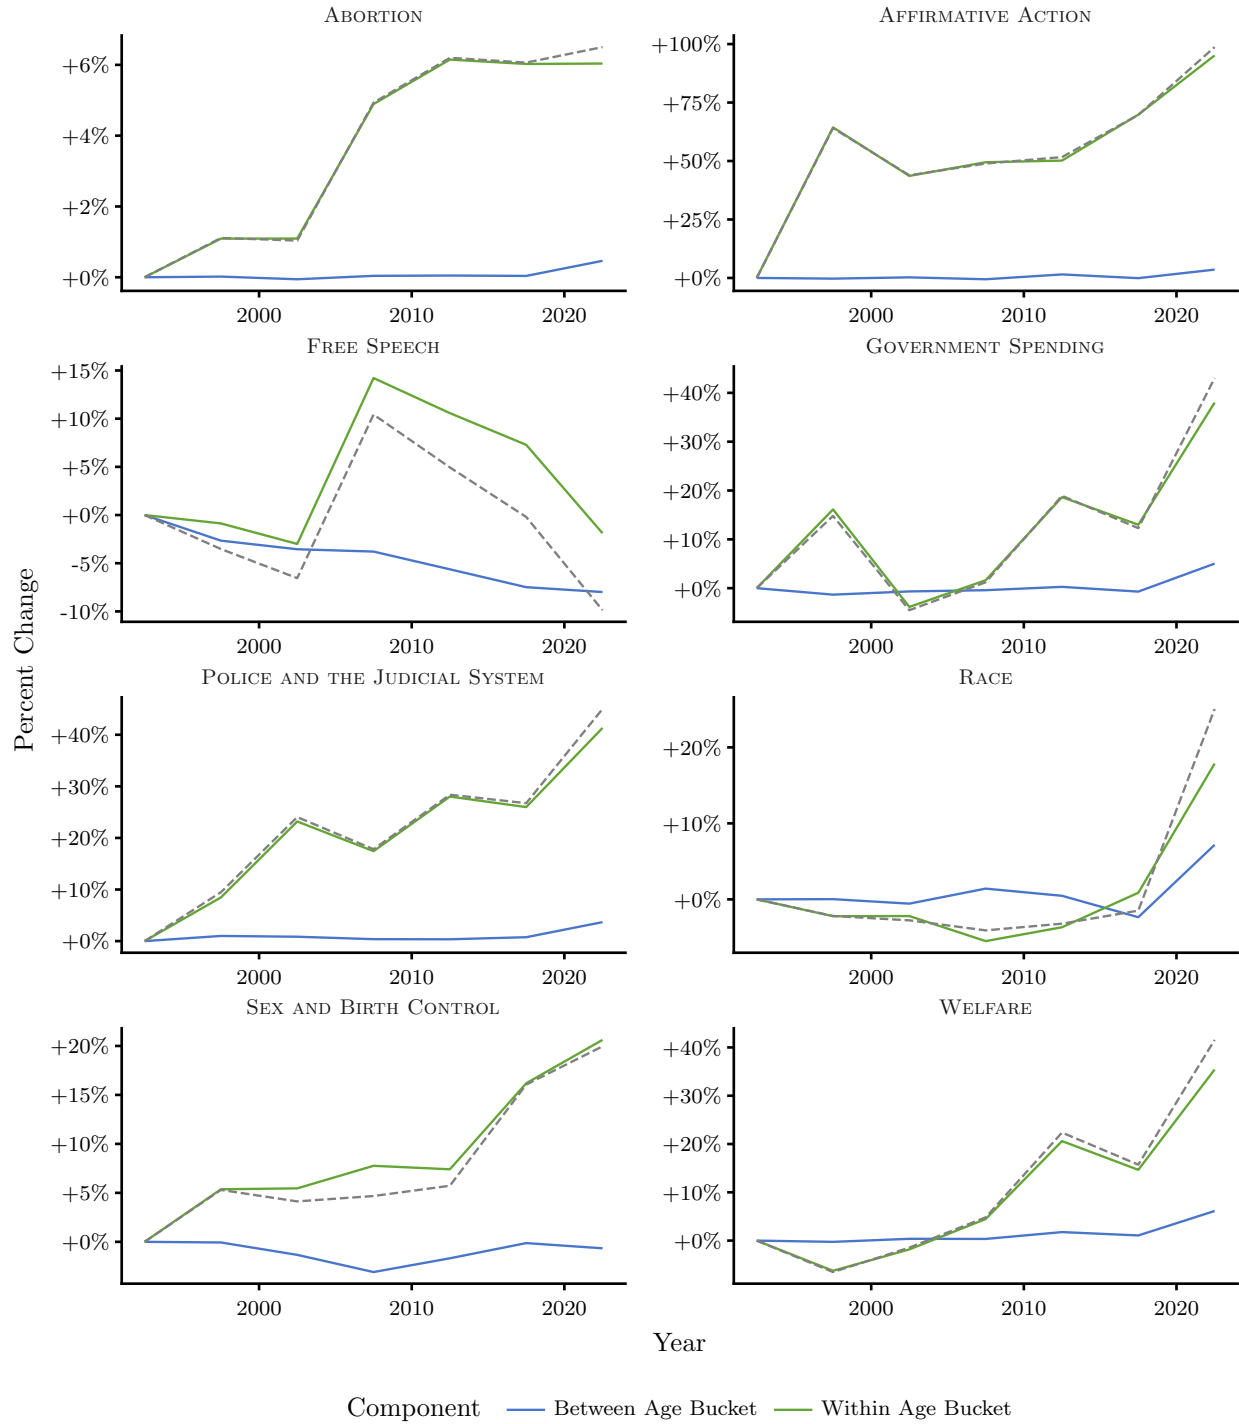 ABORTION
AFFIRMATIVE ACTION
+6%
+4%
+2%
+0%
2000 2010 2020
+100%
+75%
+50%
+25%
+0%
2000 2010 2020
FREE SPEECH
GOVERNMENT SPENDING
+15%
+10%
+5%
+0%
-5%
-10%
2000 2010 2020
+40%
+30%
+20%
+10%
+0%
2000 2010 2020
Percent Change
POLICE AND THE JUDICIAL SYSTEM
RACE
+40%
+30%
+20%
+10%
+0%
2000 2010 2020
+20%
+10%
+0%
2000 2010 2020
SEX AND BIRTH CONTROL
WELFARE
+20%
+15%
+10%
+5%
+0%
2000 2010 2020
+40%
+30%
+20%
+10%
+0%
2000 2010 2020
Year
Component Between Age Bucket Within Age Bucket